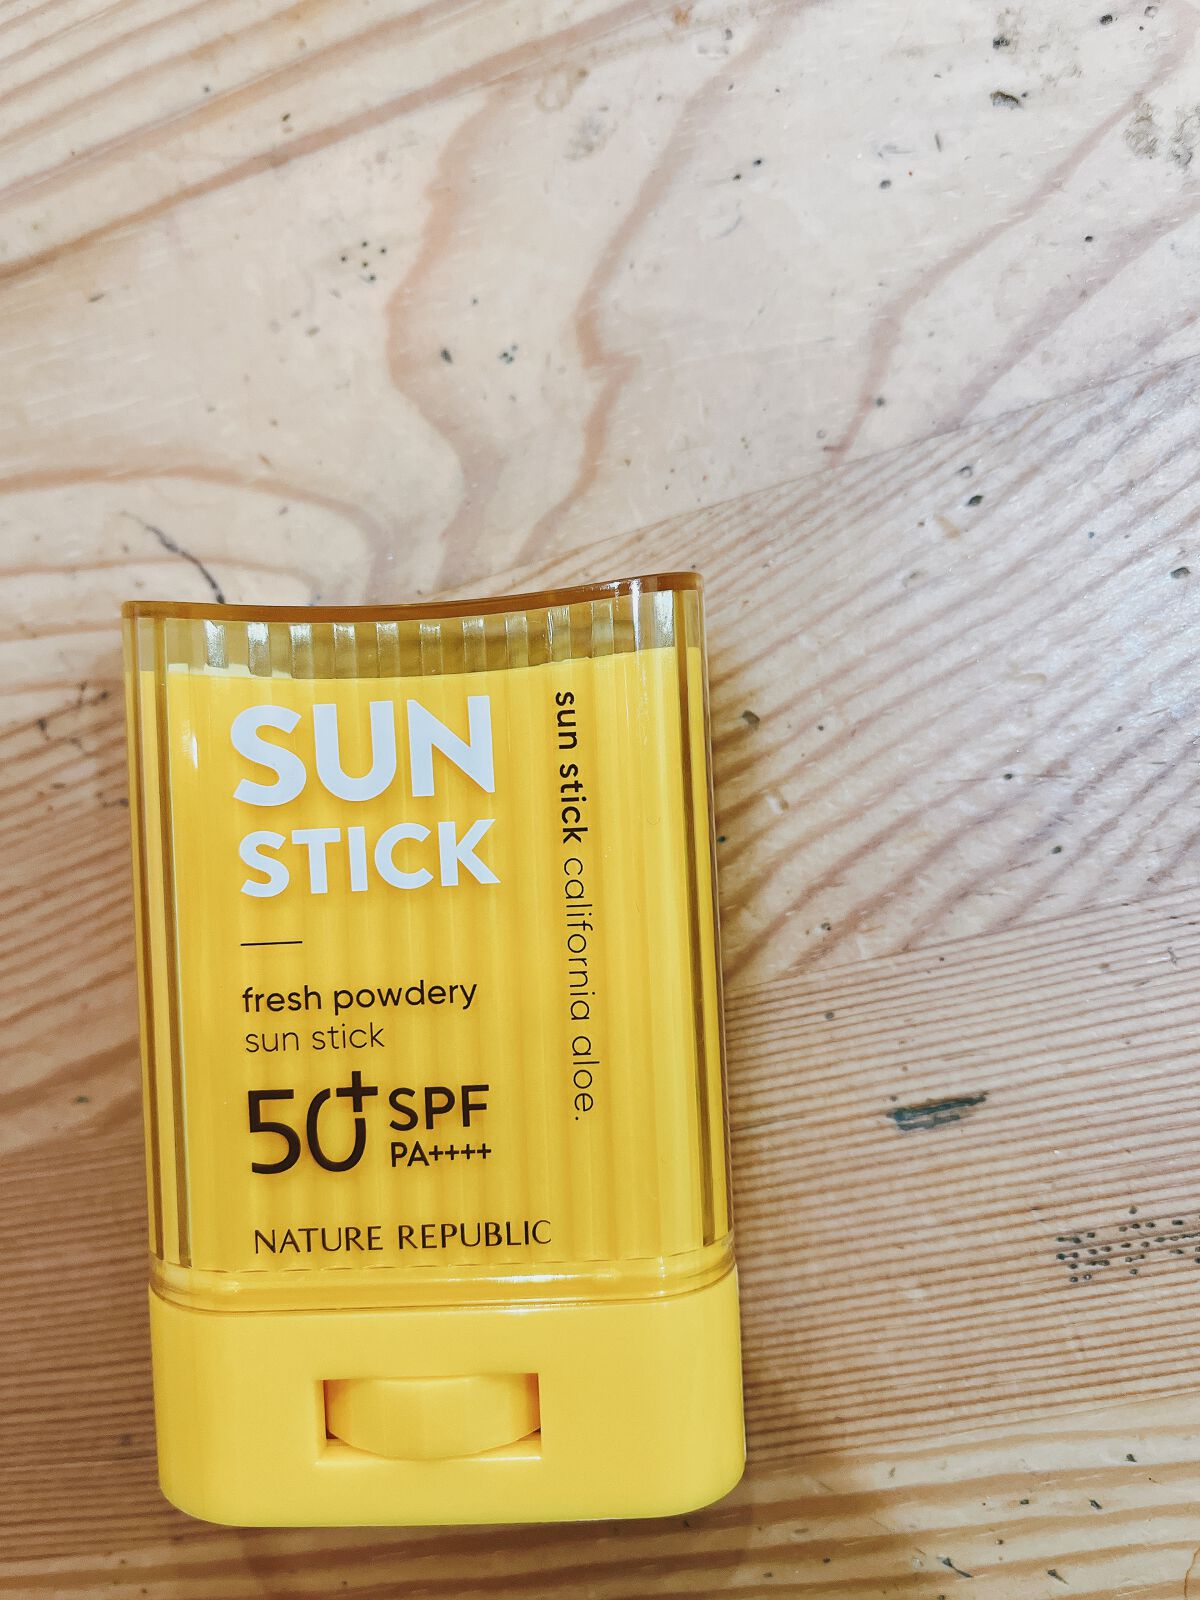 SUN
STICK
fresh powdery
sun stick
50+ SPF
PA++++
NATURE REPUBLIC
sun stick california aloe.